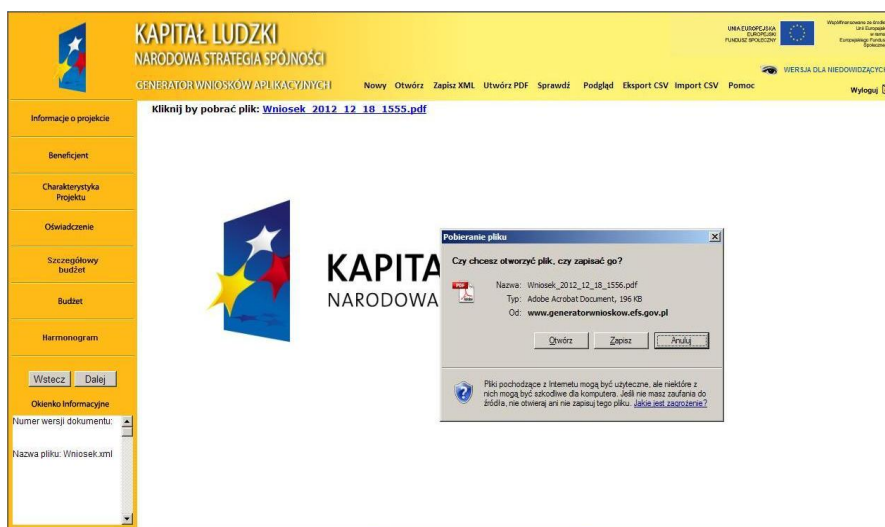 KAPITAŁ LUDZKI
NARODOWA STRATEGIA SPÓJNOŚCI
GENERATOR WNIOSKÓW APLIKACYJNYCH
UNIA EUROPEJSKA
EUROPEJSKI
FUNDUSZ SPOŁECZNY
WERSJA DLA NIEDOWIDZĄCYCH
Nowy Otwórz Zapisz XML Utwórz PDF Sprawdź Podgląd Eksport CSV Import CSV Pomoc
Wyloguj
Informacje o projekcie
Beneficjent
Charakterystyka
Projektu
Oświadczenie
Szczegółowy
budżet
Budżet
Harmonogram
Wstecz Dalej
Okienko Informacyjne
Numer wersji dokumentu:
Nazwa pliku: Wniosek.xml
Kliknij by pobrać plik: Wniosek_2012_12_18_1555.pdf
KAPITA
NARODOWA
Pobieranie pliku
Czy chcesz otworzyć plik, czy zapisać go?
Nazwa: Wniosek_2012_12_18_1556.pdf
Typ: Adobe Acrobat Document, 196 KB
Od: www.generatorwnioskow.efs.gov.pl
Otwórz Zapisz Anuluj
Pliki pochodzące z Internetu mogą być użyteczne, ale niektóre z
nich mogą być szkodliwe dla komputera. Jeśli nie masz zaufania do
źródła, nie otwieraj ani nie zapisuj tego pliku. Jakie jest zagrożenie?